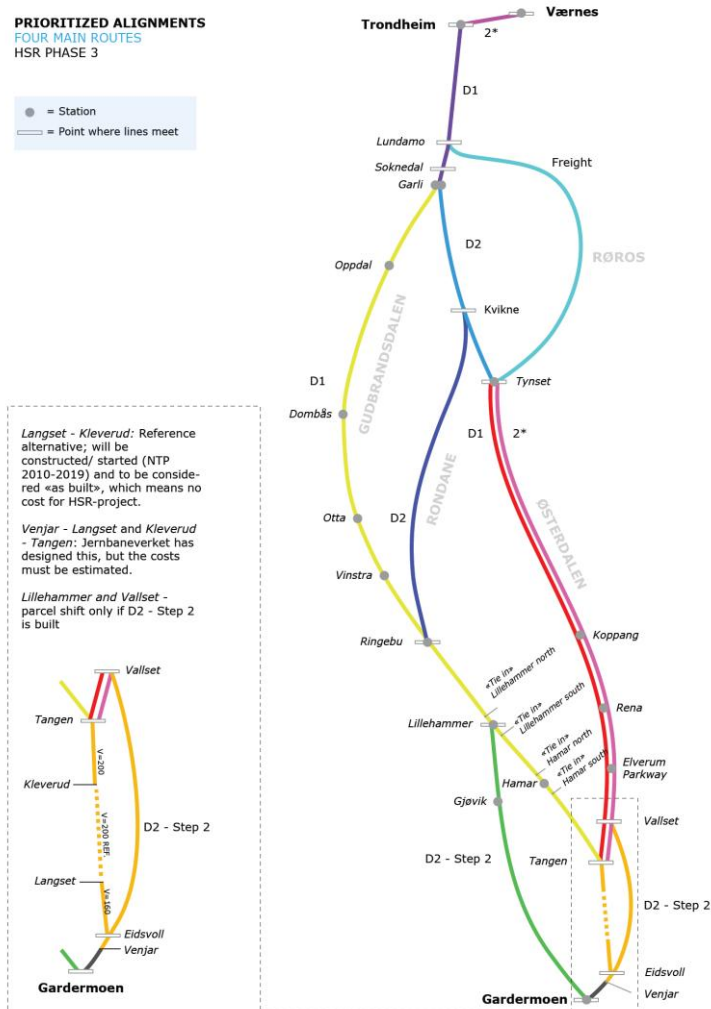 PRIORITIZED ALIGNMENTS
FOUR MAIN ROUTES
HSR PHASE 3
= Station
= Point where lines meet
Værnes
Trondheim
2*
D1
Lundamo
Soknedal
Freight
Garli
D2
RØROS
Oppdal
Kvikne
GUDBRANDSDALEN
D1
Tynset
Dombås
D1
2*
RONDANE
ØSTERDALEN
Otta
D2
Vinstra
Ringebu
Koppang
«Tie in»
Lillehammer north
«Tie in»
Lillehammer south
Rena
Lillehammer
«Tie in»
Hamar north
«Tie in»
Hamar south
Elverum
Parkway
Hamar
Gjøvik
Vallset
D2 - Step 2
Tangen
D2 - Step 2
Eidsvoll
Venjar
Gardermoen
Langset - Kleverud: Reference
alternative; will be
constructed/ started (NTP
2010-2019) and to be conside-
red «as built», which means no
cost for HSR-project.
Venjar - Langset and Kleverud
- Tangen: Jernbaneverket has
designed this, but the costs
must be estimated.
Lillehammer and Vallset -
parcel shift only if D2 - Step 2
is built
Vallset
Tangen
V=200
Kleverud
V=200 REF.
D2 - Step 2
Langset
V=160
Eidsvoll
Venjar
Gardermoen